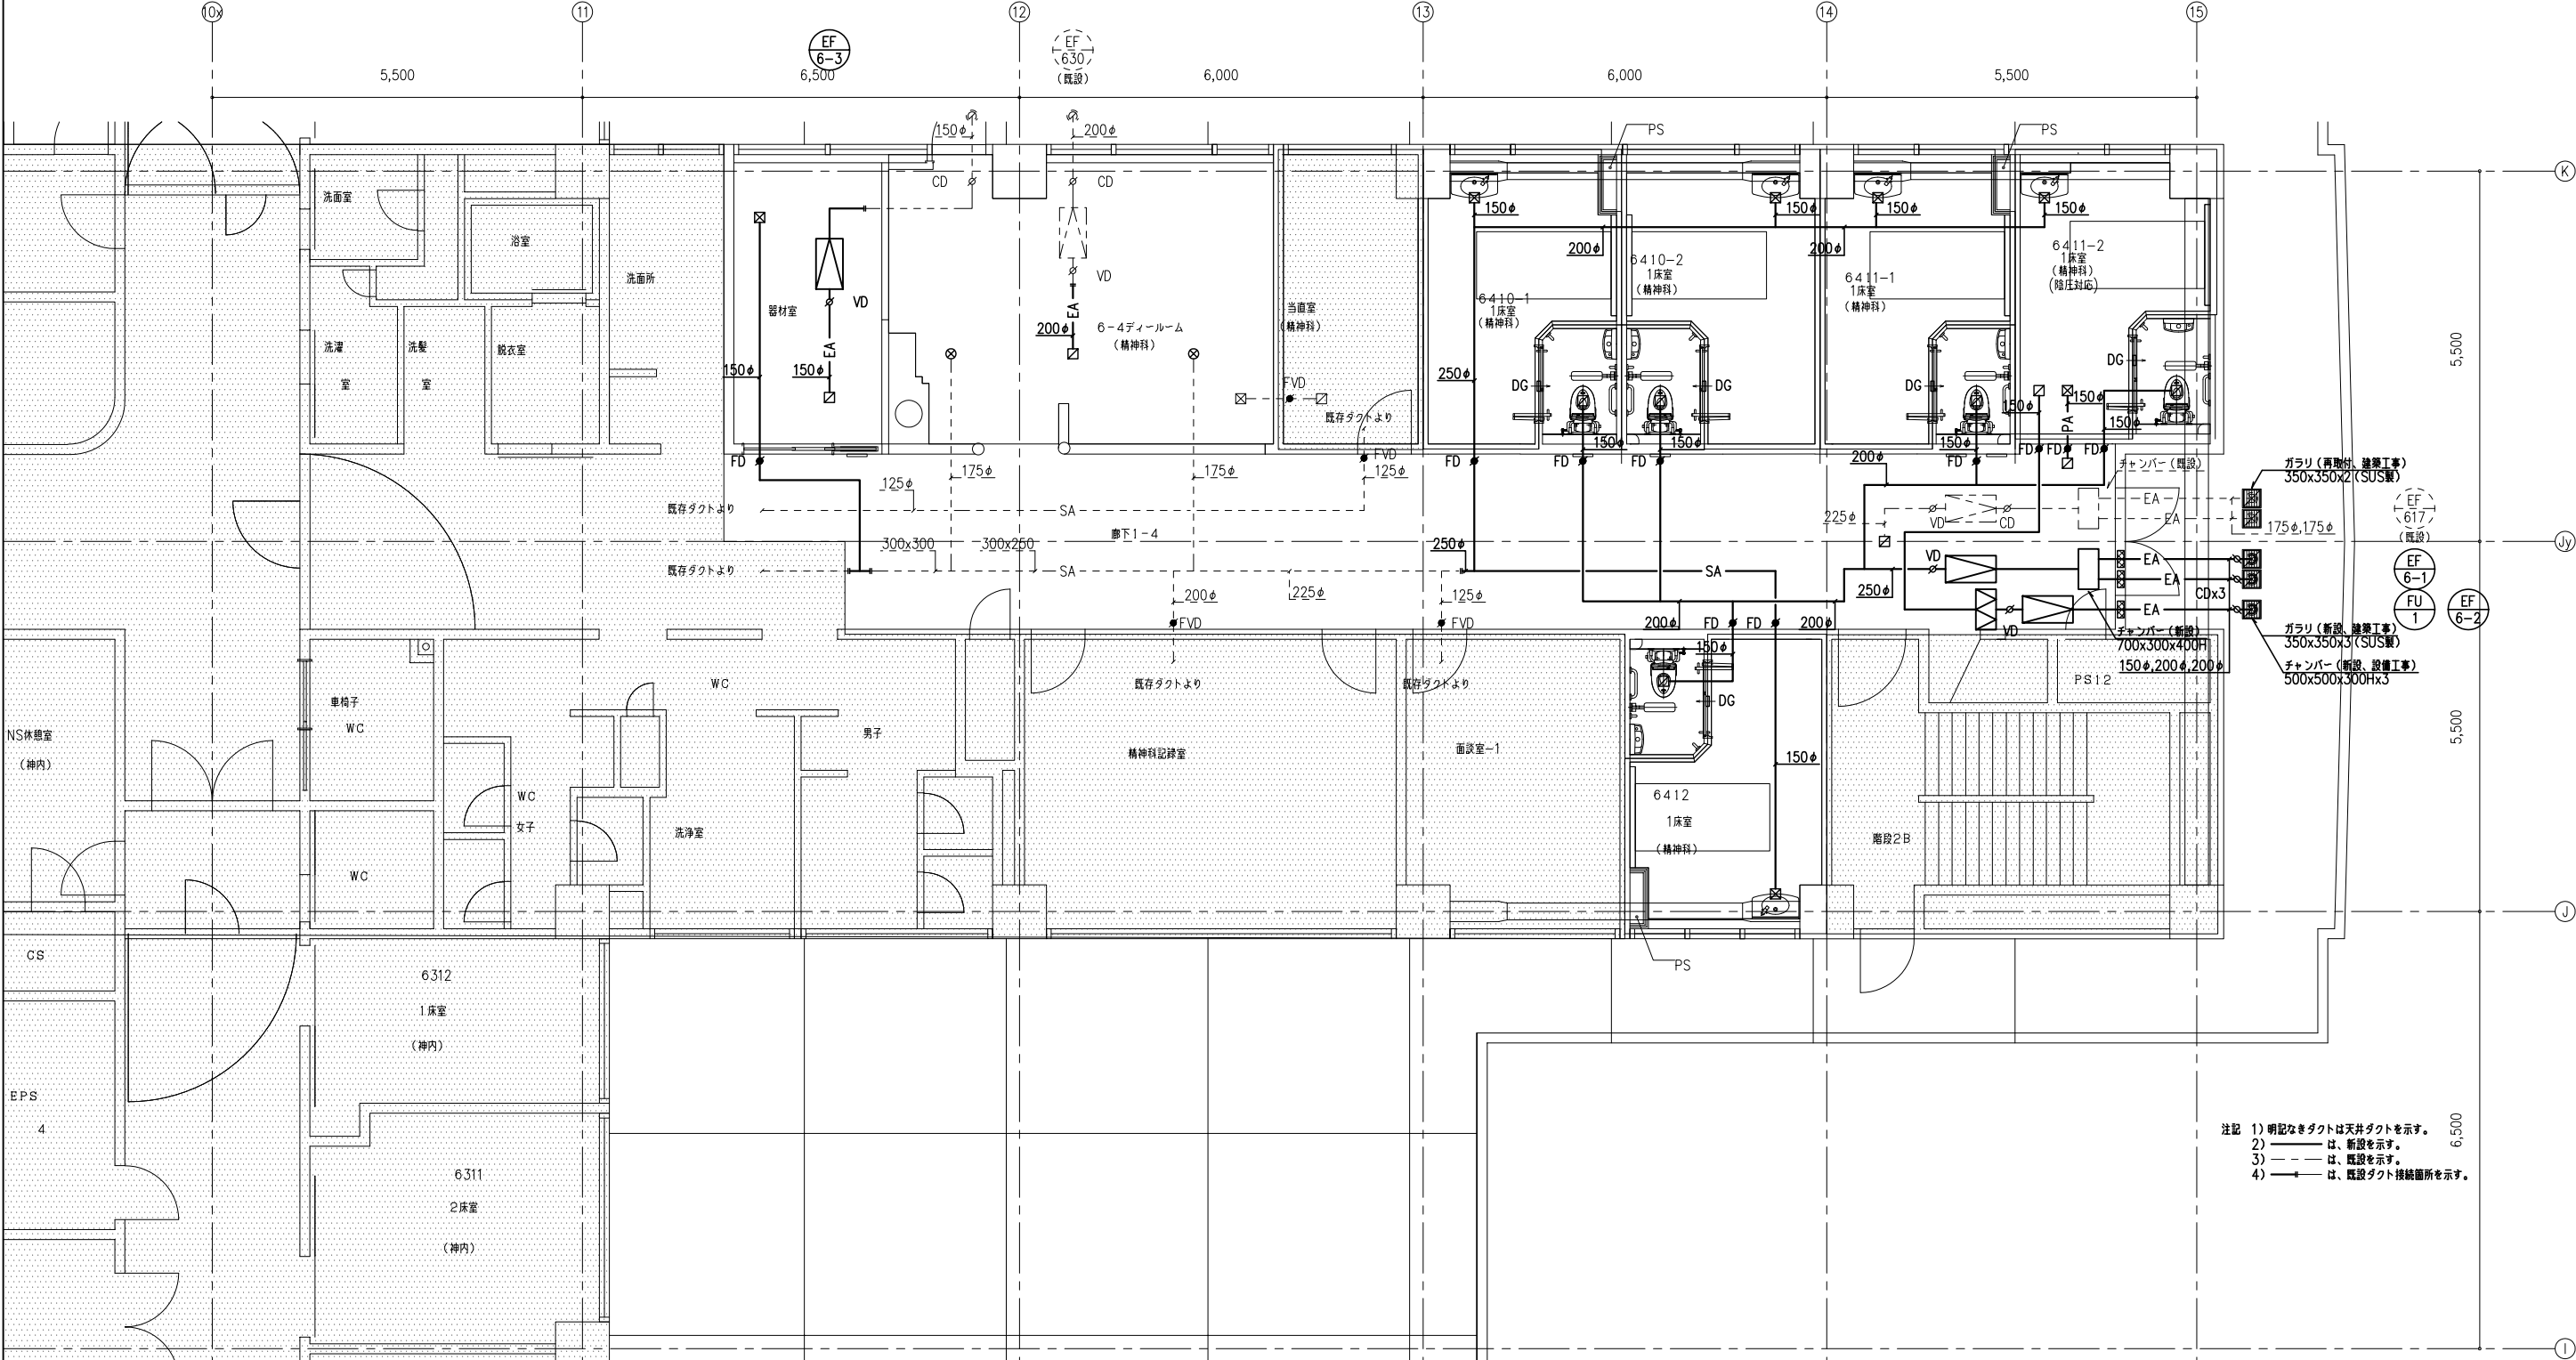 10x
11
12
13
14
15
EF
6-3
EF
630
(既設)
5,500
6,500
6,000
6,000
5,500
150φ
200φ
PS
PS
K
CD
CD
洗面室
浴室
洗面所
150φ
150φ
150φ
150φ
200φ
200φ
器材室
VD
VD
EA
EA
200φ
6-4ディールーム
(精神科)
当直室
(精神科)
6410-1
1床室
(精神科)
6410-2
1床室
(精神科)
6411-1
1床室
(精神科)
6411-2
1床室
(精神科)
(陰圧対応)
5,500
洗濯
室
洗髪
室
脱衣室
150φ
150φ
250φ
FVD
DG
DG
DG
DG
既存ダクトより
150φ
PA
150φ
150φ
150φ
150φ
150φ
FD
FVD
FD
FD
FD
FD
FD
FD
FD
175φ
175φ
125φ
200φ
チャンバー(既設)
ガラリ(再取付、建築工事)
350x350x2(SUS製)
125φ
既存ダクトより
SA
EA
EA
225φ
VD
CD
175φ,175φ
EF
617
(既設)
廊下1-4
300x300
300x250
250φ
Jy
既存ダクトより
SA
SA
VD
EA
EA
EF
6-1
250φ
CDx3
200φ
225φ
125φ
EA
FU
1
EF
6-2
FVD
FVD
200φ
FD
FD
200φ
VD
チャンバー(新設)
700x300x400H
ガラリ(新設、建築工事)
350x350x3(SUS製)
150φ
150φ,200φ,200φ
チャンバー(新設、設備工事)
500x500x300Hx3
WC
既存ダクトより
既存ダクトより
PS12
車椅子
WC
DG
NS休憩室
(神内)
男子
精神科記録室
面談室-1
150φ
5,500
WC
女子
洗浄室
6412
1床室
(精神科)
階段2B
WC
J
CS
PS
6312
1床室
(神内)
EPS
4
6311
2床室
(神内)
6,500
注記 1) 明記なきダクトは天井ダクトを示す。
2) は、新設を示す。
3) は、既設を示す。
4) は、既設ダクト接続箇所を示す。
I